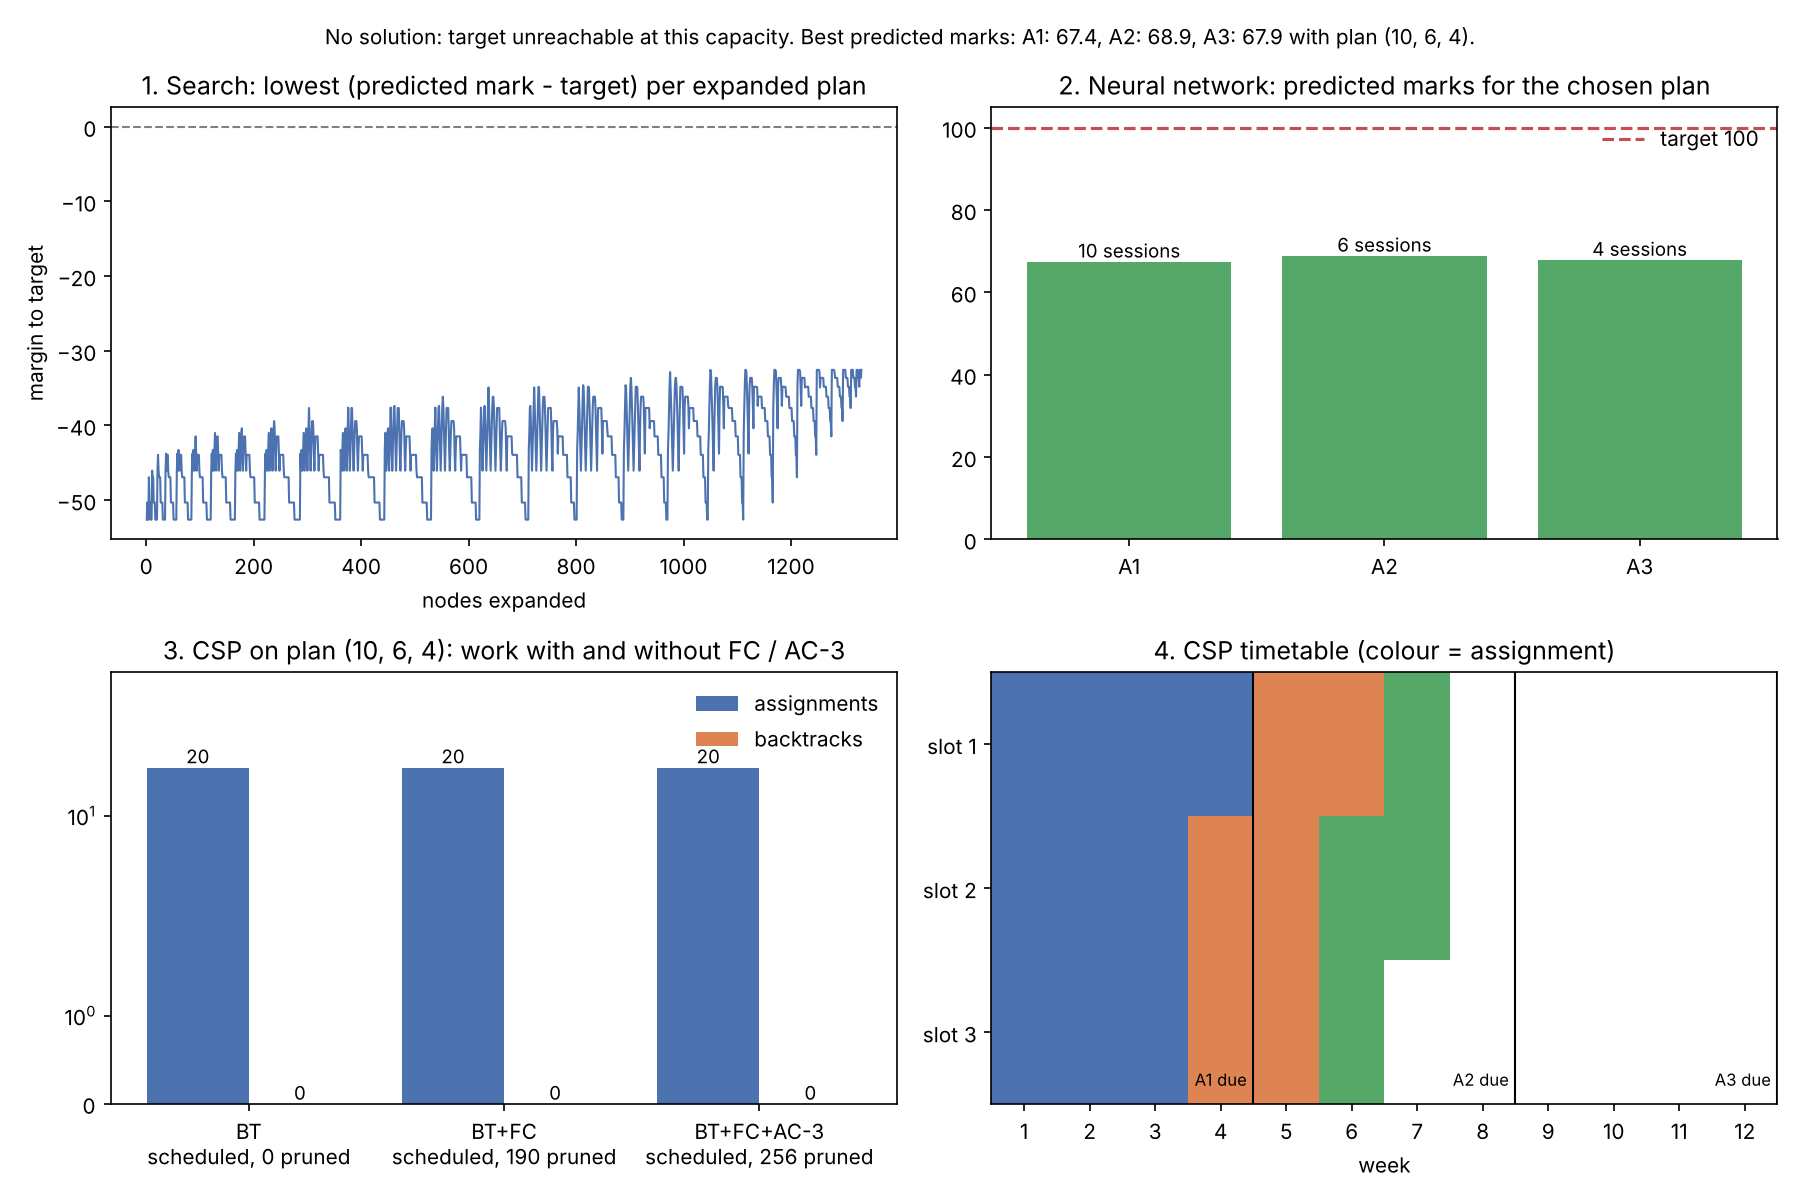 No solution: target unreachable at this capacity. Best predicted marks: A1: 67.4, A2: 68.9, A3: 67.9 with plan (10, 6, 4).
1. Search: lowest (predicted mark - target) per expanded plan
0
−10
−20
−30
−40
−50
margin to target
0 200 400 600 800 1000 1200
nodes expanded
2. Neural network: predicted marks for the chosen plan
100
80
60
40
20
0
target 100
10 sessions
6 sessions
4 sessions
A1 A2 A3
3. CSP on plan (10, 6, 4): work with and without FC / AC-3
assignments
backtracks
10¹
10⁰
0
20 0 20 0 20 0
BT BT+FC BT+FC+AC-3
scheduled, 0 pruned scheduled, 190 pruned scheduled, 256 pruned
4. CSP timetable (colour = assignment)
slot 1
slot 2
slot 3
A1 due A2 due A3 due
1 2 3 4 5 6 7 8 9 10 11 12
week